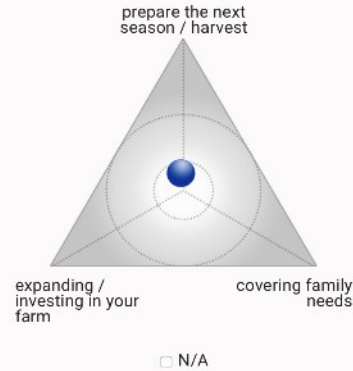 prepare the next
season / harvest
expanding /
investing in your
farm
covering family
needs
N/A